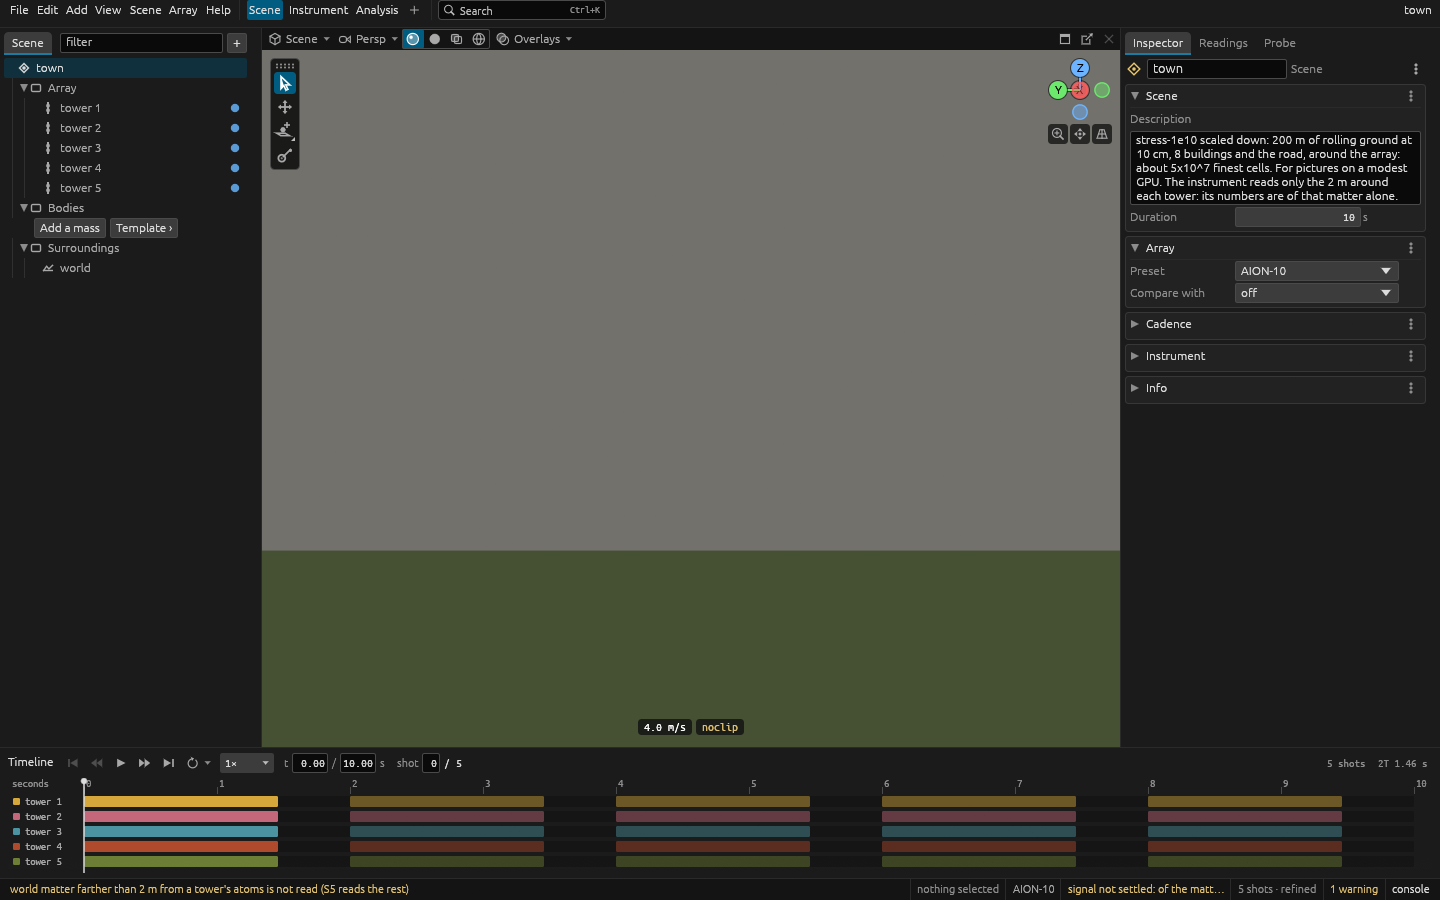 File Edit Add View Scene Array Help Scene Instrument Analysis + Search Ctrl+K town
Scene filter +
town
Array
tower 1
tower 2
tower 3
tower 4
tower 5
Bodies
Add a mass Template ›
Surroundings
world
Scene Persp Overlays
Z
Y X
4.0 m/s noclip
Inspector Readings Probe
town Scene
Scene
Description
stress-1e10 scaled down: 200 m of rolling ground at
10 cm, 8 buildings and the road, around the array:
about 5x10^7 finest cells. For pictures on a modest
GPU. The instrument reads only the 2 m around
each tower: its numbers are of that matter alone.
Duration 10 s
Array
Preset AION-10
Compare with off
Cadence
Instrument
Info
Timeline 1× t 0.00 / 10.00 s shot 0 / 5 5 shots 2T 1.46 s
seconds 0 1 2 3 4 5 6 7 8 9 10
tower 1
tower 2
tower 3
tower 4
tower 5
world matter farther than 2 m from a tower's atoms is not read (S5 reads the rest) nothing selected AION-10 signal not settled: of the matt... 5 shots · refined 1 warning console